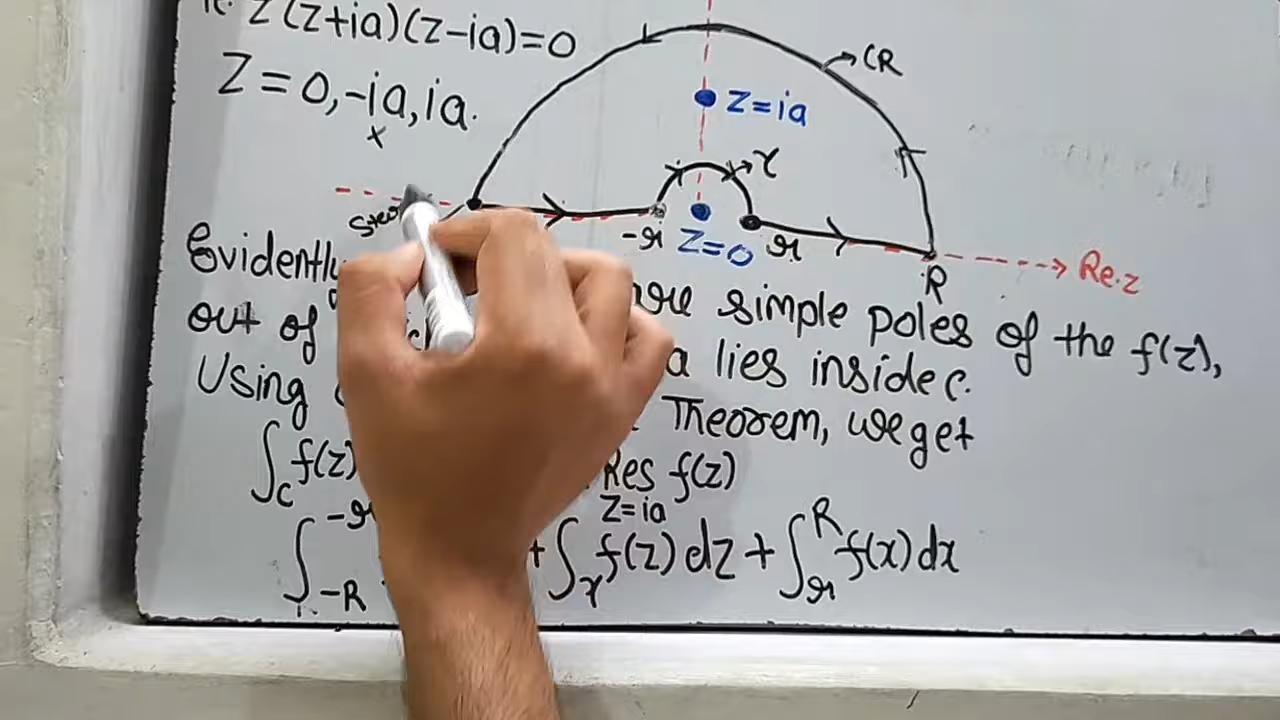 z(z+ia)(z-ia)=0
Z=0,-ia,ia.
x
CR
Z=ia
γ
-r
Z=0
r
R
Re.z
Evidently are simple poles of the f(z),
out of a lies inside c.
Using Theorem, we get
∫c f(z) Res f(z)
Z=ia
∫-R -r + ∫γ f(z) dz + ∫r R f(x) dx